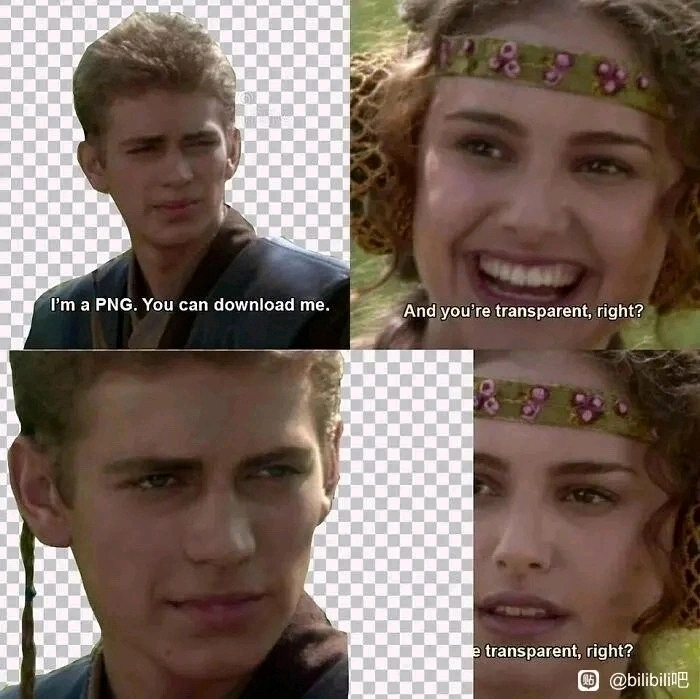 I'm a PNG. You can download me.
And you're transparent, right?
e transparent, right?
贴 @bilibili吧